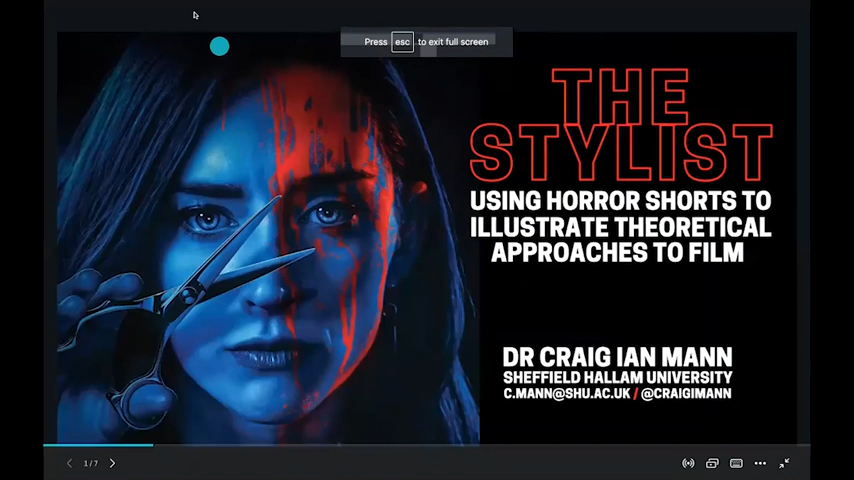 Press esc to exit full screen
THE
STYLIST
USING HORROR SHORTS TO
ILLUSTRATE THEORETICAL
APPROACHES TO FILM
DR CRAIG IAN MANN
SHEFFIELD HALLAM UNIVERSITY
C.MANN@SHU.AC.UK / @CRAIGIMANN
1/7